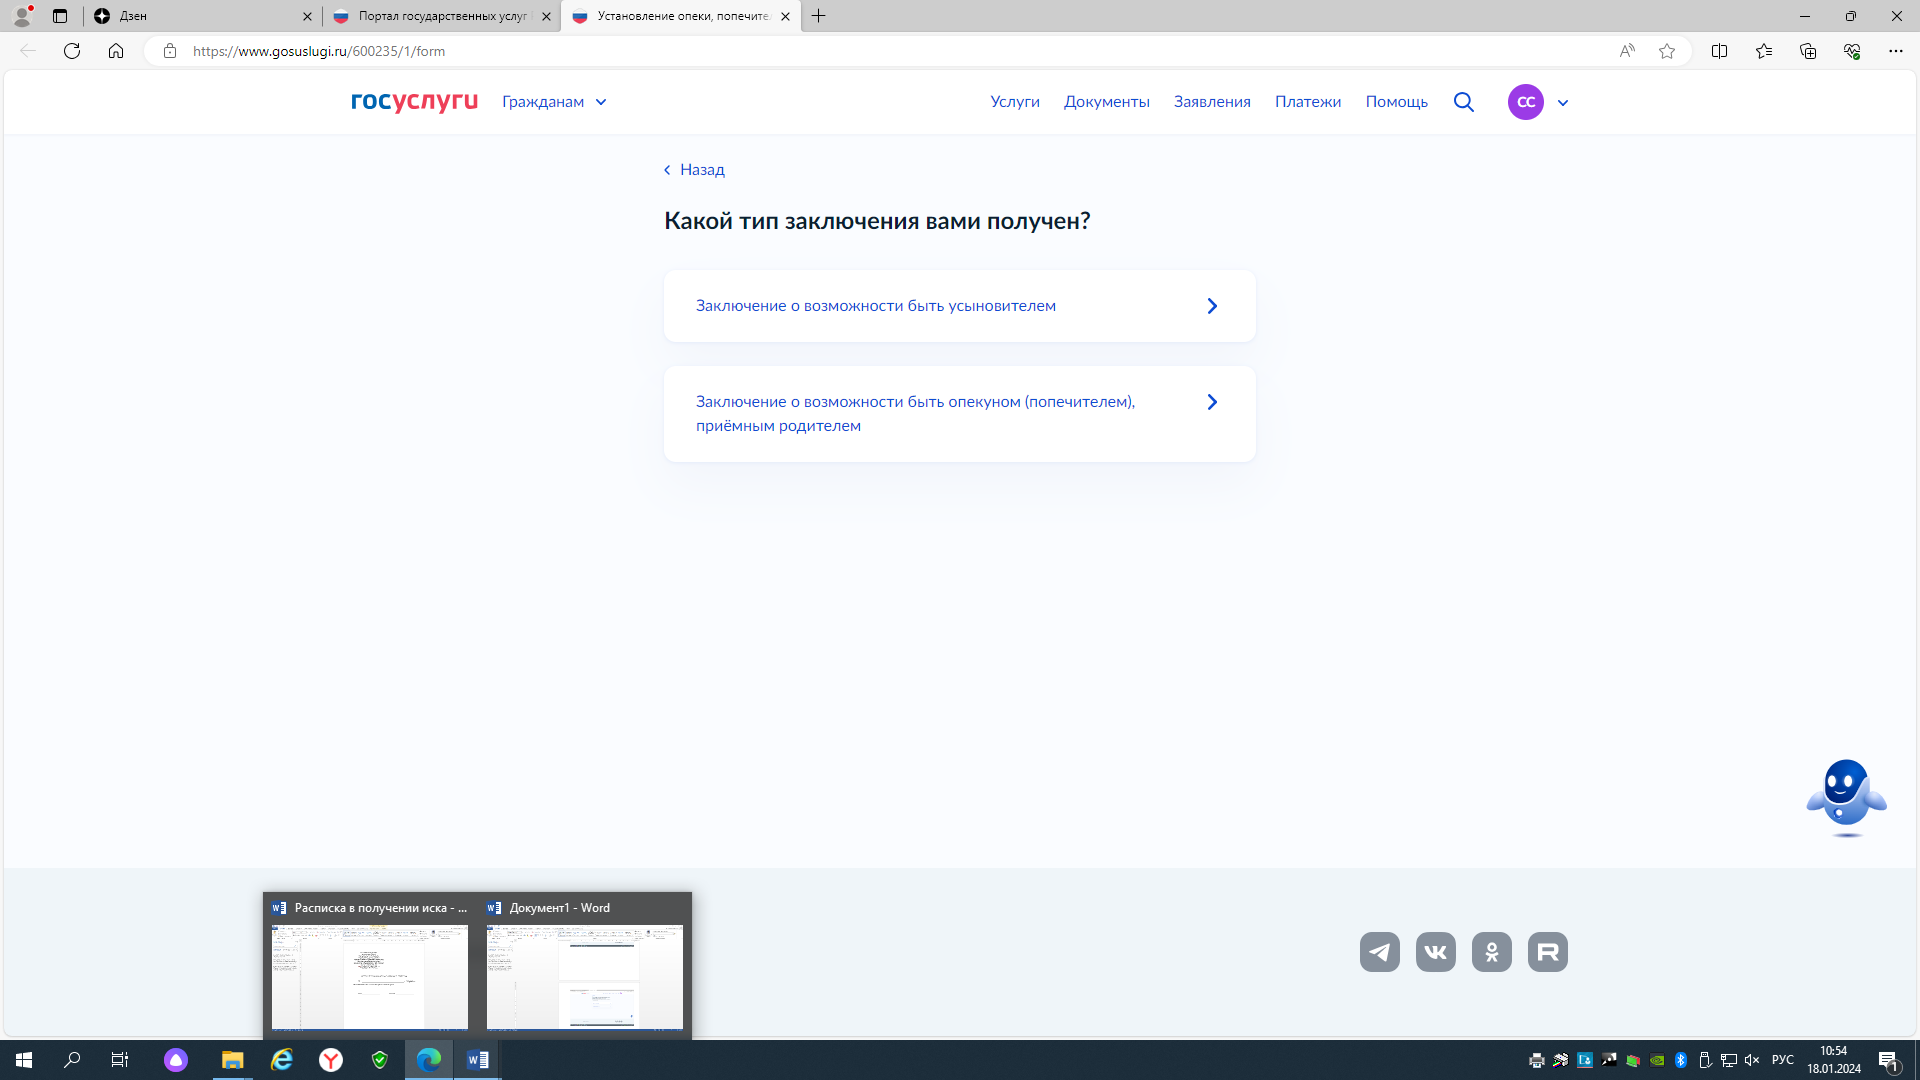 Дзен
Портал государственных услуг
Установление опеки, попечите
https://www.gosuslugi.ru/600235/1/form
госуслуги
Гражданам
Услуги
Документы
Заявления
Платежи
Помощь
СС
Назад
Какой тип заключения вами получен?
Заключение о возможности быть усыновителем
Заключение о возможности быть опекуном (попечителем),
приёмным родителем
Расписка в получении иска - ...
Документ1 - Word
РУС
10:54
18.01.2024
1